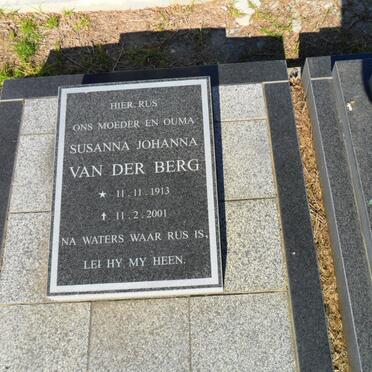 HIER RUS
ONS MOEDER EN OUMA
SUSANNA JOHANNA
VAN DER BERG
★ 11 . 11 . 1913
✝ 11 . 2 . 2001
NA WATERS WAAR RUS IS,
LEI HY MY HEEN.